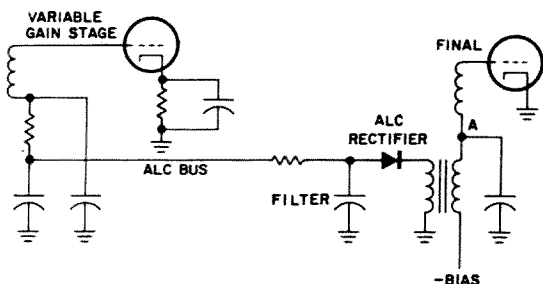 VARIABLE
GAIN STAGE
FINAL
A
ALC
RECTIFIER
ALC BUS
FILTER
-BIAS